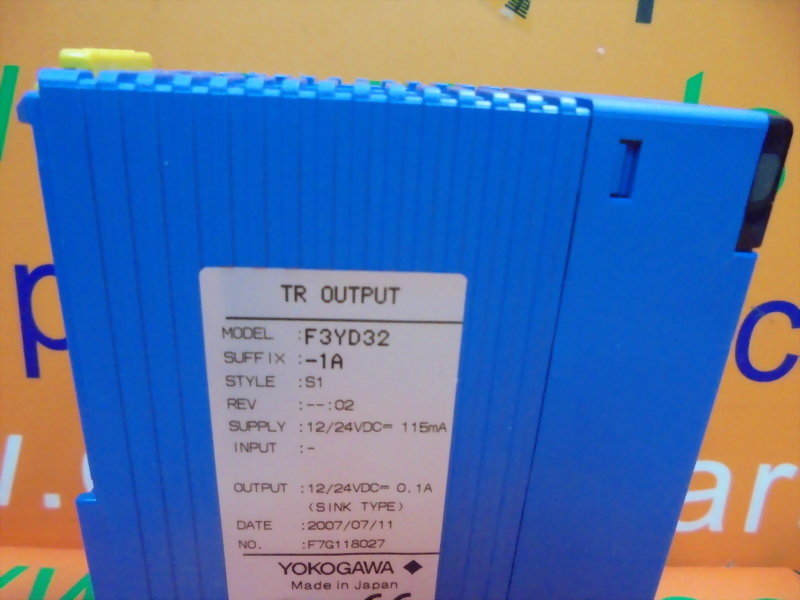 TR OUTPUT
MODEL :F3YD32
SUFFIX :-1A
STYLE :S1
REV :--:02
SUPPLY :12/24VDC= 115mA
INPUT :-
OUTPUT :12/24VDC= 0.1A
(SINK TYPE)
DATE :2007/07/11
NO. :F7G118027
YOKOGAWA ◆
Made in Japan